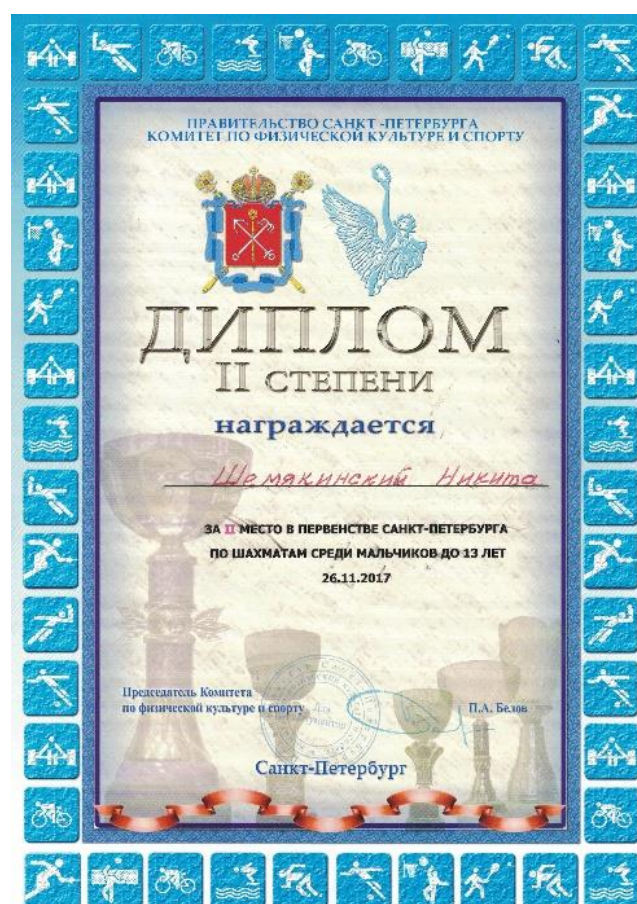 ПРАВИТЕЛЬСТВО САНКТ -ПЕТЕРБУРГА
КОМИТЕТ ПО ФИЗИЧЕСКОЙ КУЛЬТУРЕ И СПОРТУ
ДИПЛОМ
II СТЕПЕНИ
награждается
Шемякинский Никита
ЗА II МЕСТО В ПЕРВЕНСТВЕ САНКТ-ПЕТЕРБУРГА
ПО ШАХМАТАМ СРЕДИ МАЛЬЧИКОВ ДО 13 ЛЕТ
26.11.2017
Председатель Комитета
по физической культуре и спорту
П.А. Белов
Санкт-Петербург